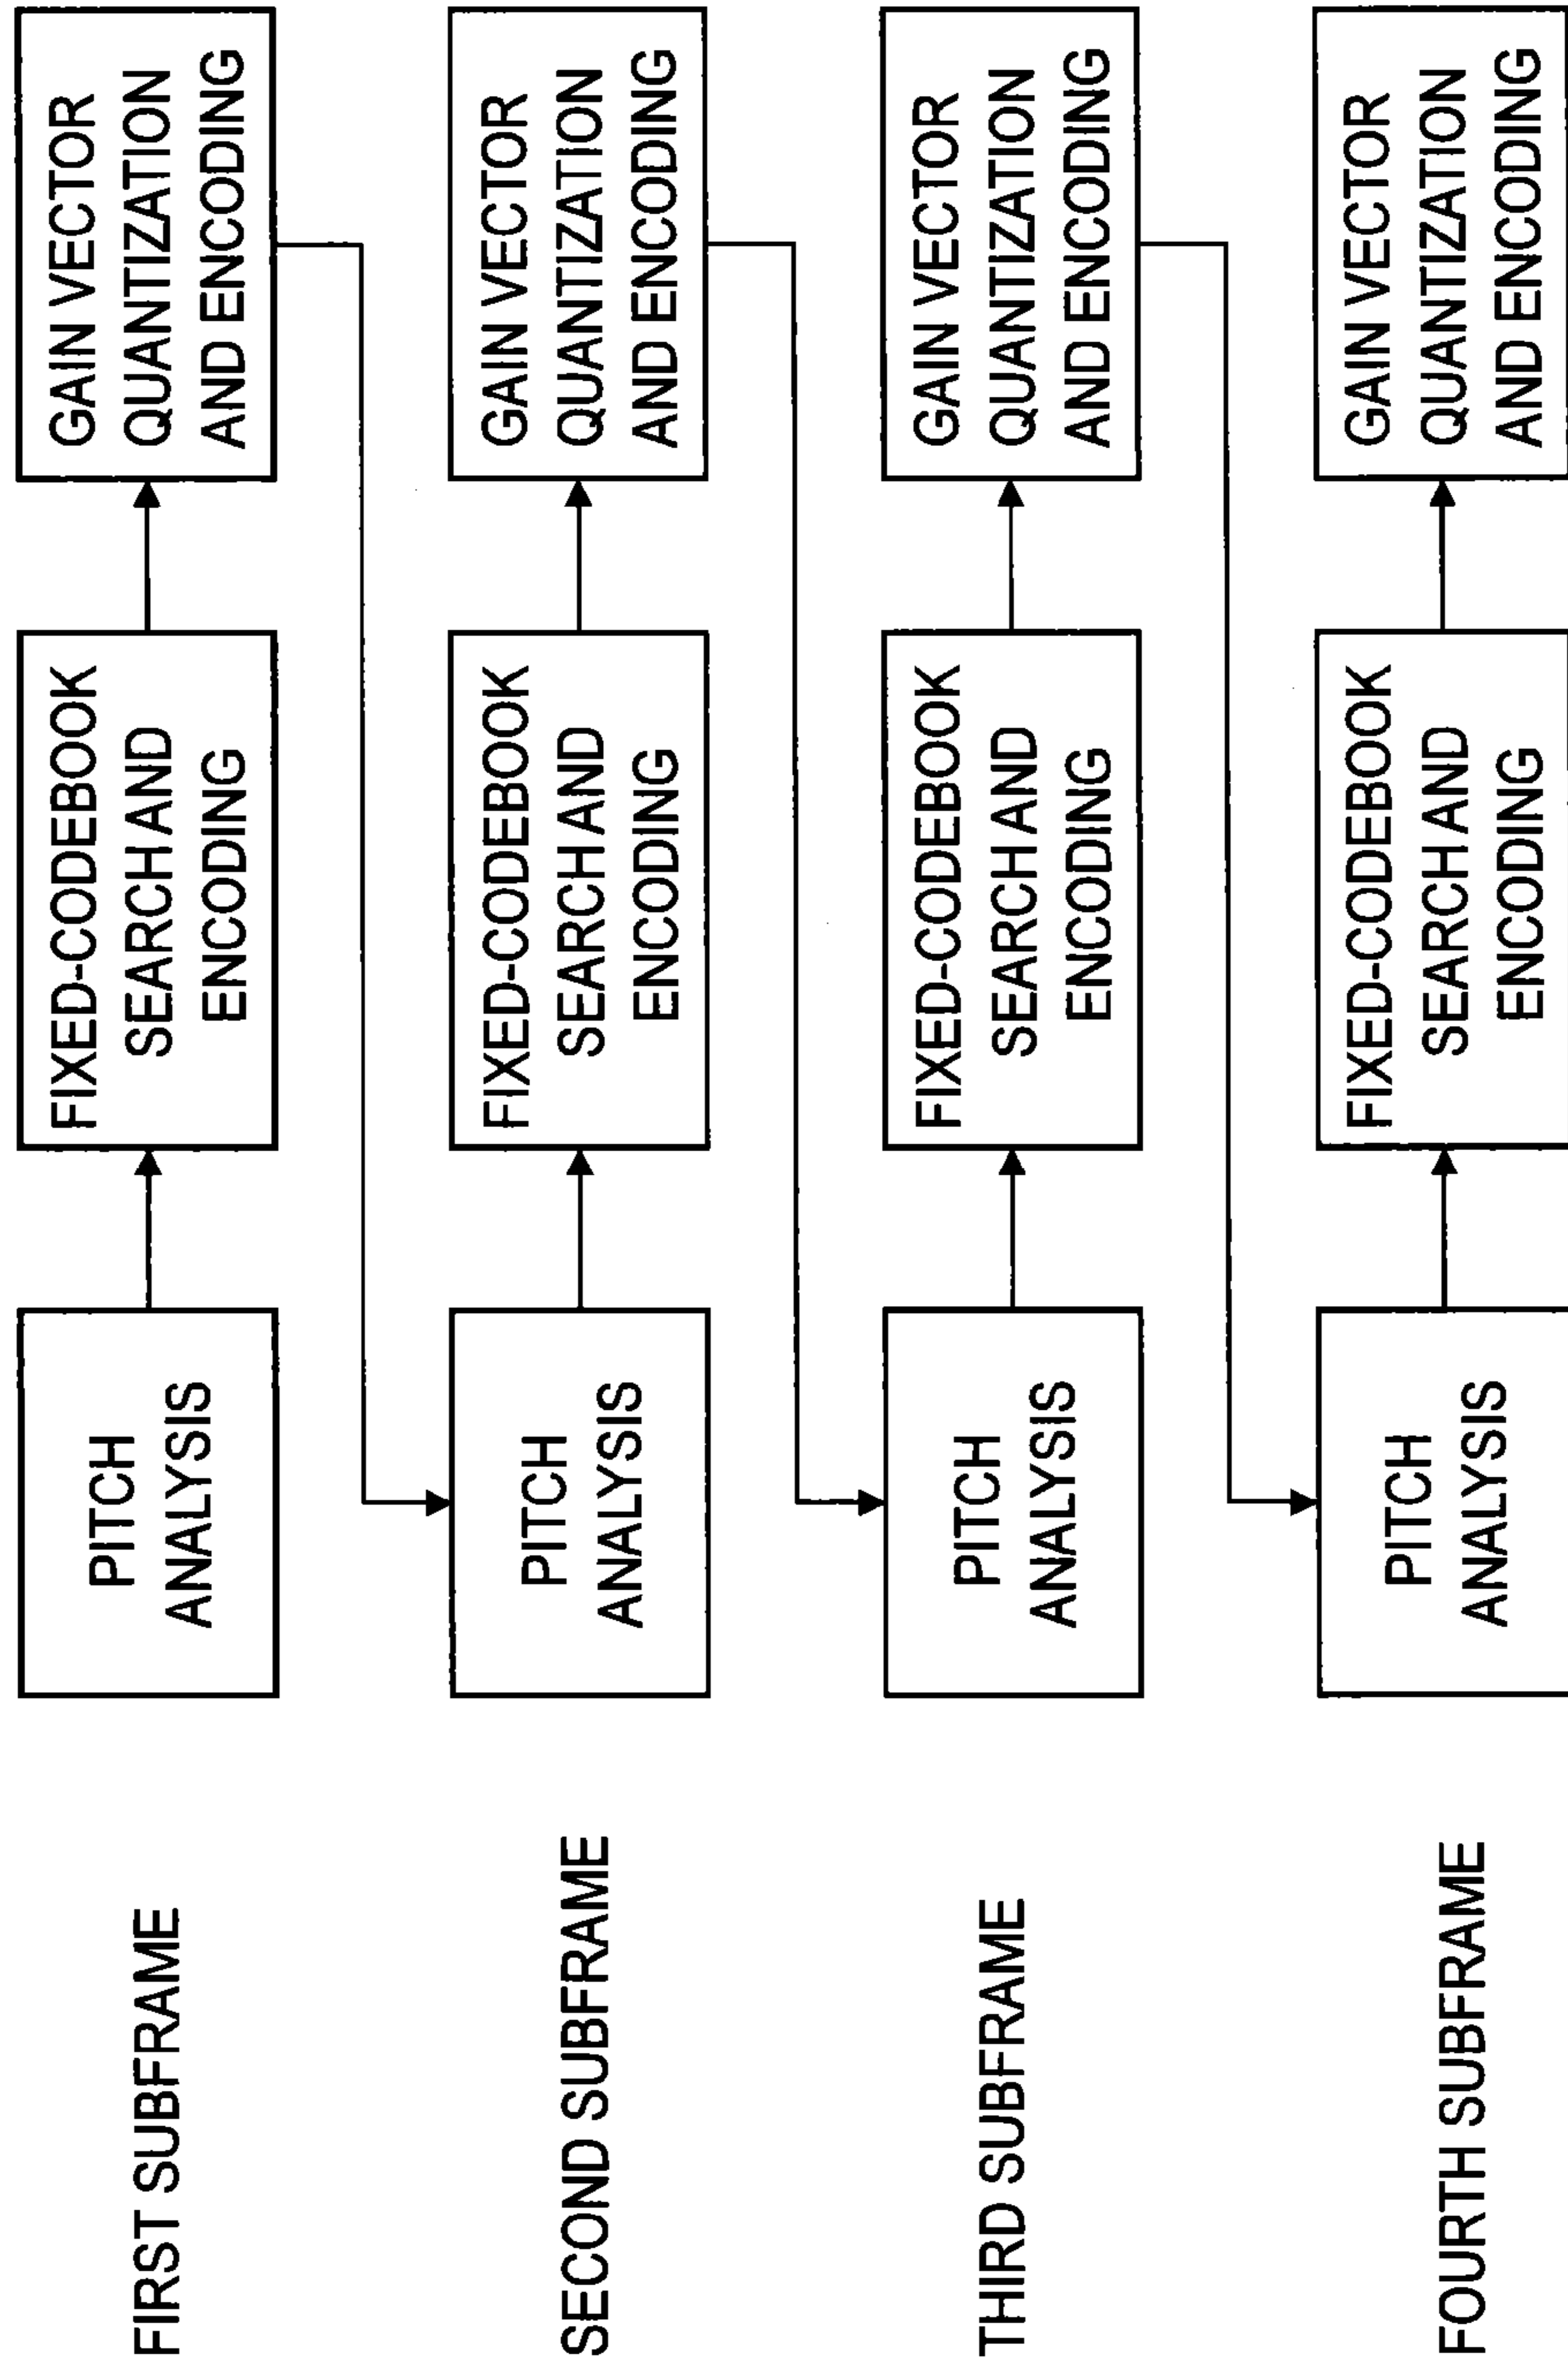 FIRST SUBFRAME
PITCH
ANALYSIS
FIXED-CODEBOOK
SEARCH AND
ENCODING
GAIN VECTOR
QUANTIZATION
AND ENCODING
SECOND SUBFRAME
PITCH
ANALYSIS
FIXED-CODEBOOK
SEARCH AND
ENCODING
GAIN VECTOR
QUANTIZATION
AND ENCODING
THIRD SUBFRAME
PITCH
ANALYSIS
FIXED-CODEBOOK
SEARCH AND
ENCODING
GAIN VECTOR
QUANTIZATION
AND ENCODING
FOURTH SUBFRAME
PITCH
ANALYSIS
FIXED-CODEBOOK
SEARCH AND
ENCODING
GAIN VECTOR
QUANTIZATION
AND ENCODING